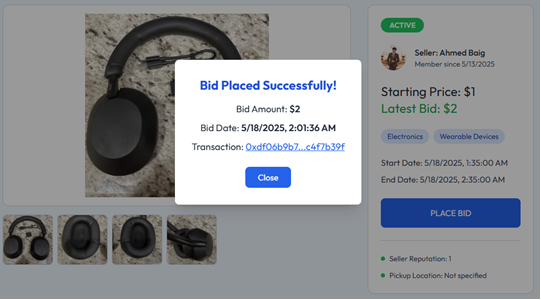 Bid Placed Successfully!
Bid Amount: $2
Bid Date: 5/18/2025, 2:01:36 AM
Transaction: 0xdf06b9b7...c4f7b39f
Close
ACTIVE
Seller: Ahmed Baig
Member since 5/13/2025
Starting Price: $1
Latest Bid: $2
Electronics
Wearable Devices
Start Date: 5/18/2025, 1:35:00 AM
End Date: 5/18/2025, 2:35:00 AM
PLACE BID
Seller Reputation: 1
Pickup Location: Not specified